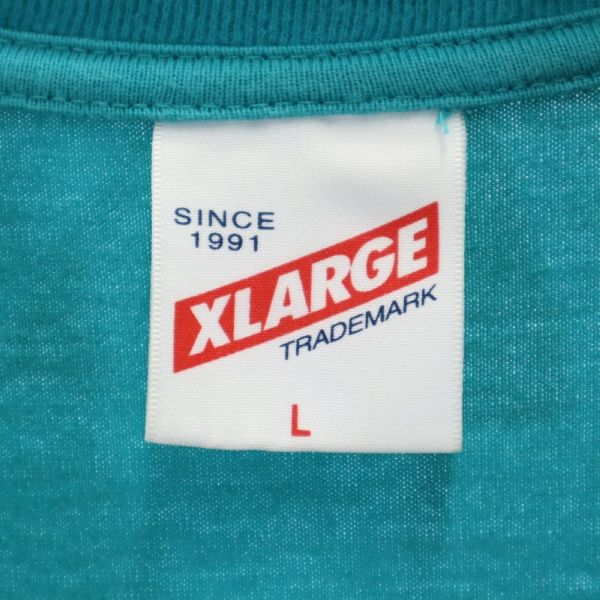 SINCE
1991
XLARGE
TRADEMARK
L